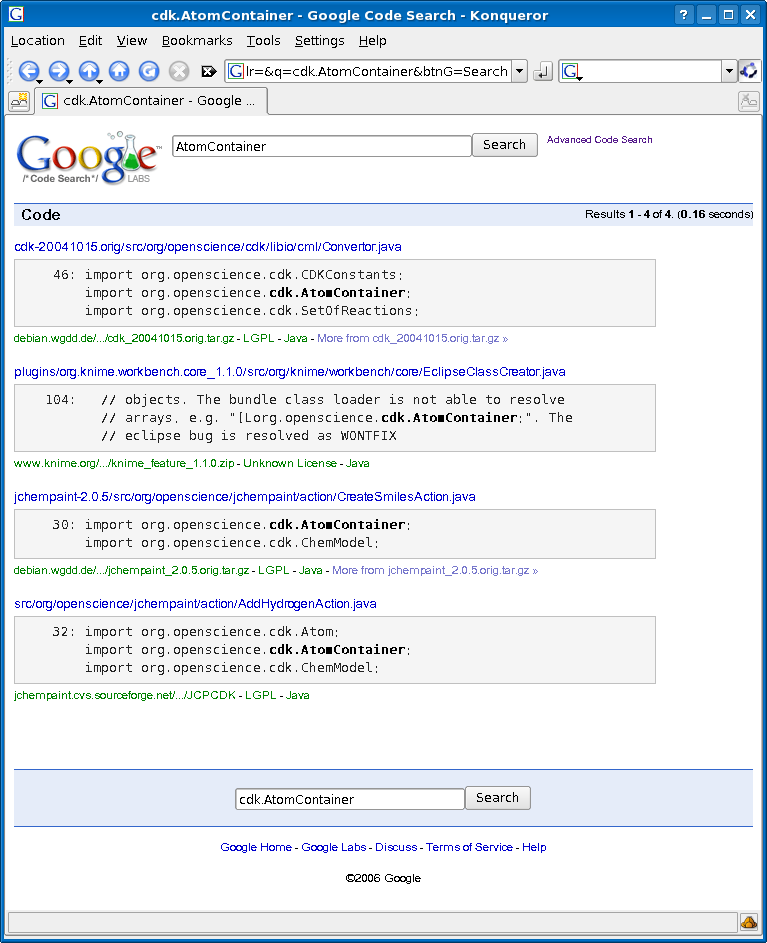 cdk.AtomContainer - Google Code Search - Konqueror
Location Edit View Bookmarks Tools Settings Help
lr=&q=cdk.AtomContainer&btnG=Search
cdk.AtomContainer - Google ...
Google™
/*Code Search*/ LABS
AtomContainer
Search
Advanced Code Search
Code
Results 1 - 4 of 4. (0.16 seconds)
cdk-20041015.orig/src/org/openscience/cdk/libio/cml/Convertor.java
46: import org.openscience.cdk.CDKConstants;
import org.openscience.cdk.AtomContainer;
import org.openscience.cdk.SetOfReactions;
debian.wgdd.de/.../cdk_20041015.orig.tar.gz - LGPL - Java - More from cdk_20041015.orig.tar.gz »
plugins/org.knime.workbench.core_1.1.0/src/org/knime/workbench/core/EclipseClassCreator.java
104: // objects. The bundle class loader is not able to resolve
// arrays, e.g. "[Lorg.openscience.cdk.AtomContainer;". The
// eclipse bug is resolved as WONTFIX
www.knime.org/.../knime_feature_1.1.0.zip - Unknown License - Java
jchempaint-2.0.5/src/org/openscience/jchempaint/action/CreateSmilesAction.java
30: import org.openscience.cdk.AtomContainer;
import org.openscience.cdk.ChemModel;
debian.wgdd.de/.../jchempaint_2.0.5.orig.tar.gz - LGPL - Java - More from jchempaint_2.0.5.orig.tar.gz »
src/org/openscience/jchempaint/action/AddHydrogenAction.java
32: import org.openscience.cdk.Atom;
import org.openscience.cdk.AtomContainer;
import org.openscience.cdk.ChemModel;
jchempaint.cvs.sourceforge.net/.../JCPCDK - LGPL - Java
cdk.AtomContainer
Search
Google Home - Google Labs - Discuss - Terms of Service - Help
©2006 Google